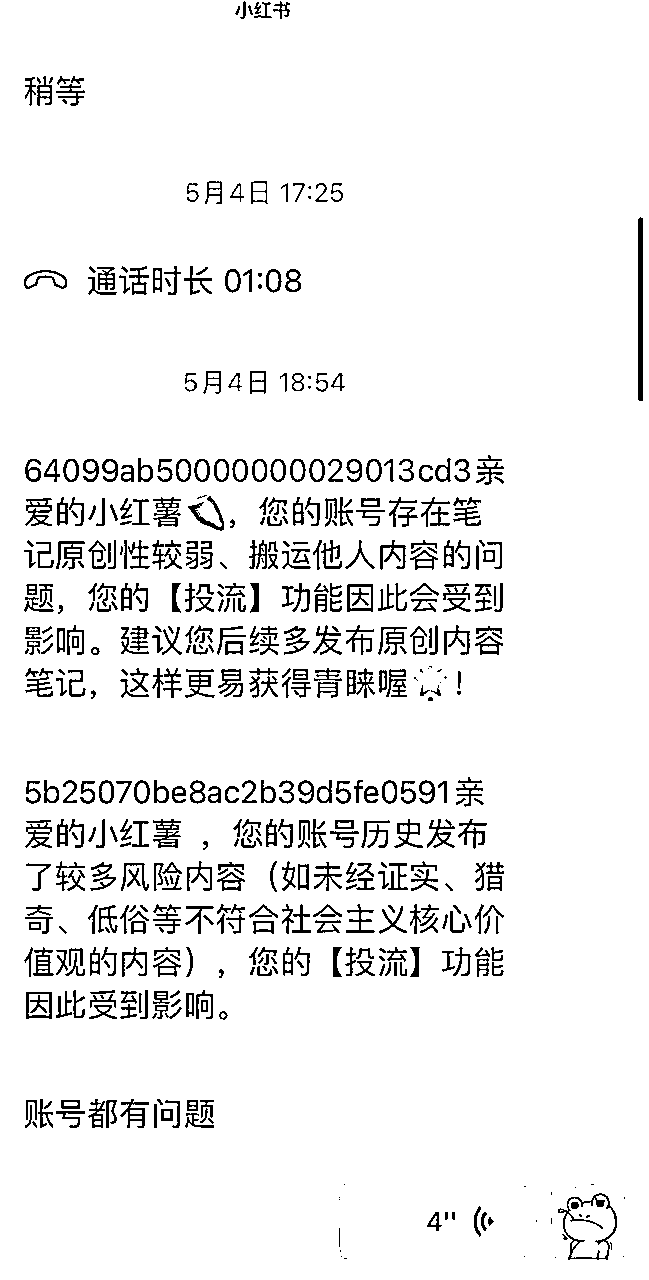 小红书
稍等
5月4日 17:25
通话时长 01:08
5月4日 18:54
64099ab50000000029013cd3亲
爱的小红薯🍠，您的账号存在笔
记原创性较弱、搬运他人内容的问
题，您的【投流】功能因此会受到
影响。建议您后续多发布原创内容
笔记，这样更易获得青睐喔🌟！
5b25070be8ac2b39d5fe0591亲
爱的小红薯 ，您的账号历史发布
了较多风险内容（如未经证实、猎
奇、低俗等不符合社会主义核心价
值观的内容），您的【投流】功能
因此受到影响。
账号都有问题
4"